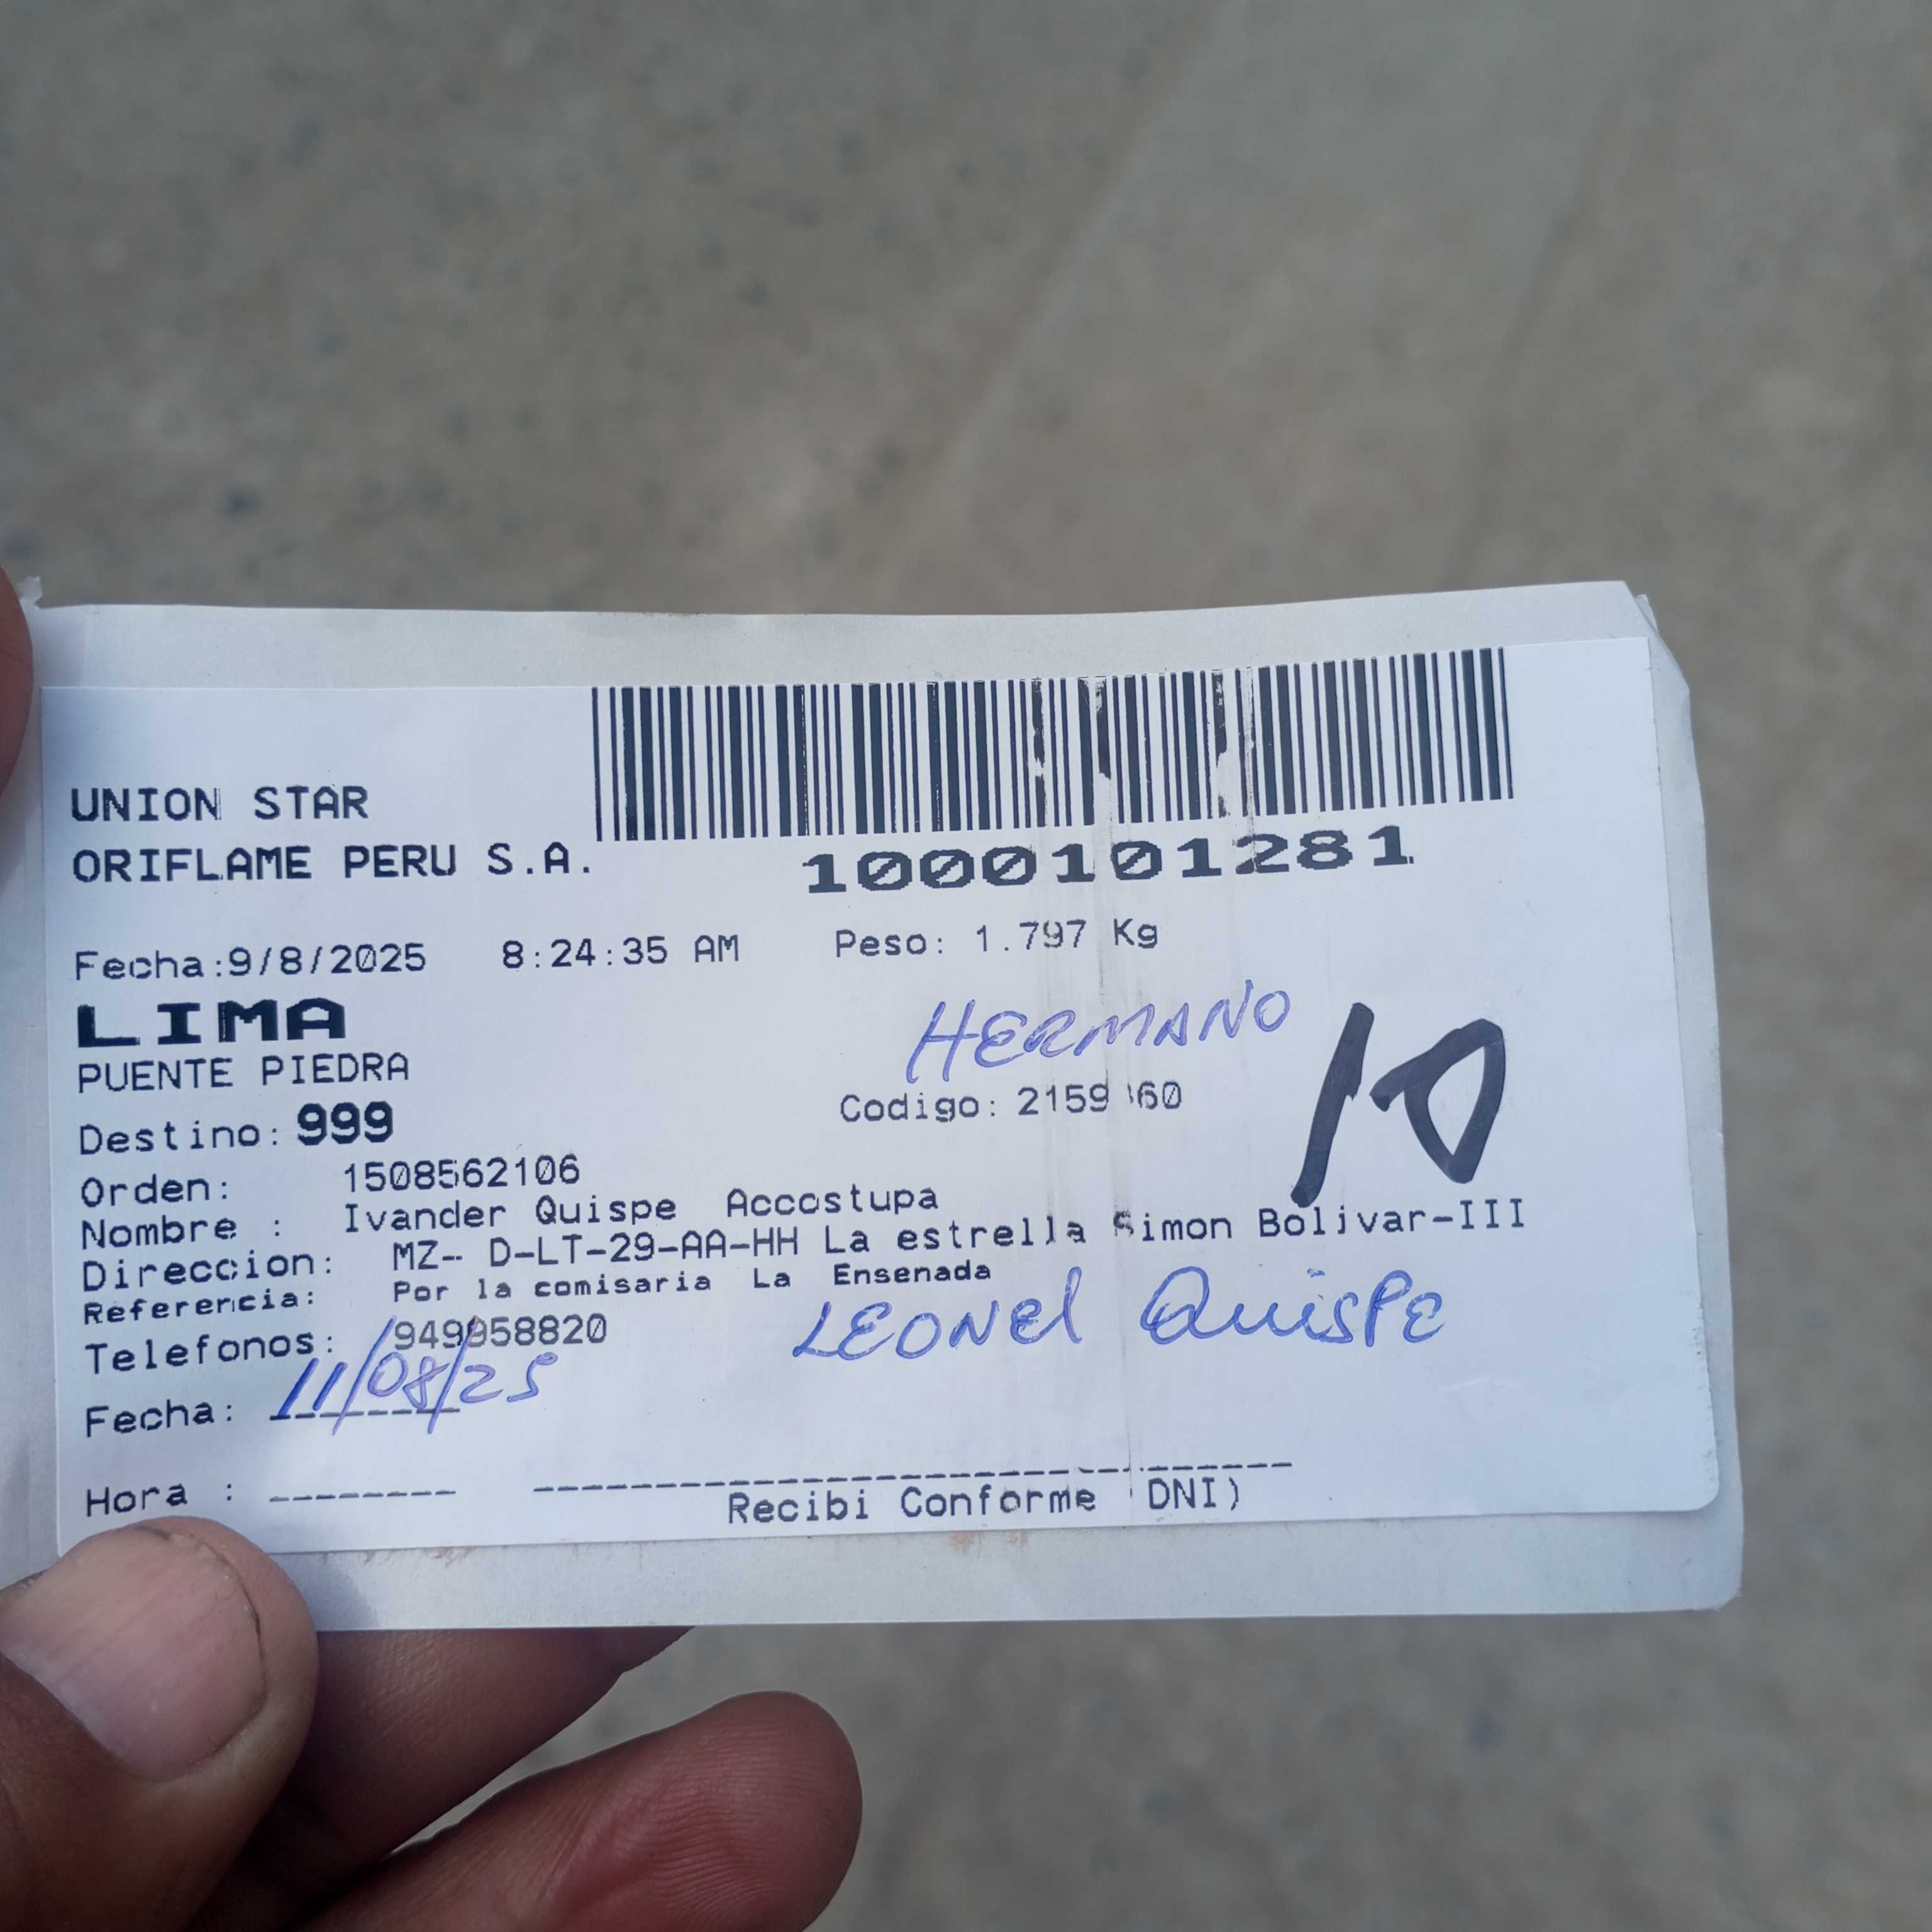 UNION STAR
ORIFLAME PERU S.A.
1000101281
Fecha:9/8/2025 8:24:35 AM Peso: 1.797 Kg
LIMA
HERMANO
10
PUENTE PIEDRA
Destino: 999
Codigo:
Orden: 1508562106
Nombre : Ivander Quispe Accostupa
Direccion: MZ-- D-LT-29-AA-HH La estrella Simon Bolivar-III
Referencia: Por la comisaria La Ensenada
Telefonos: 949958820
LEONEl QuisPe
Fecha: 11/08/25
Hora :
Recibi Conforme DNI)